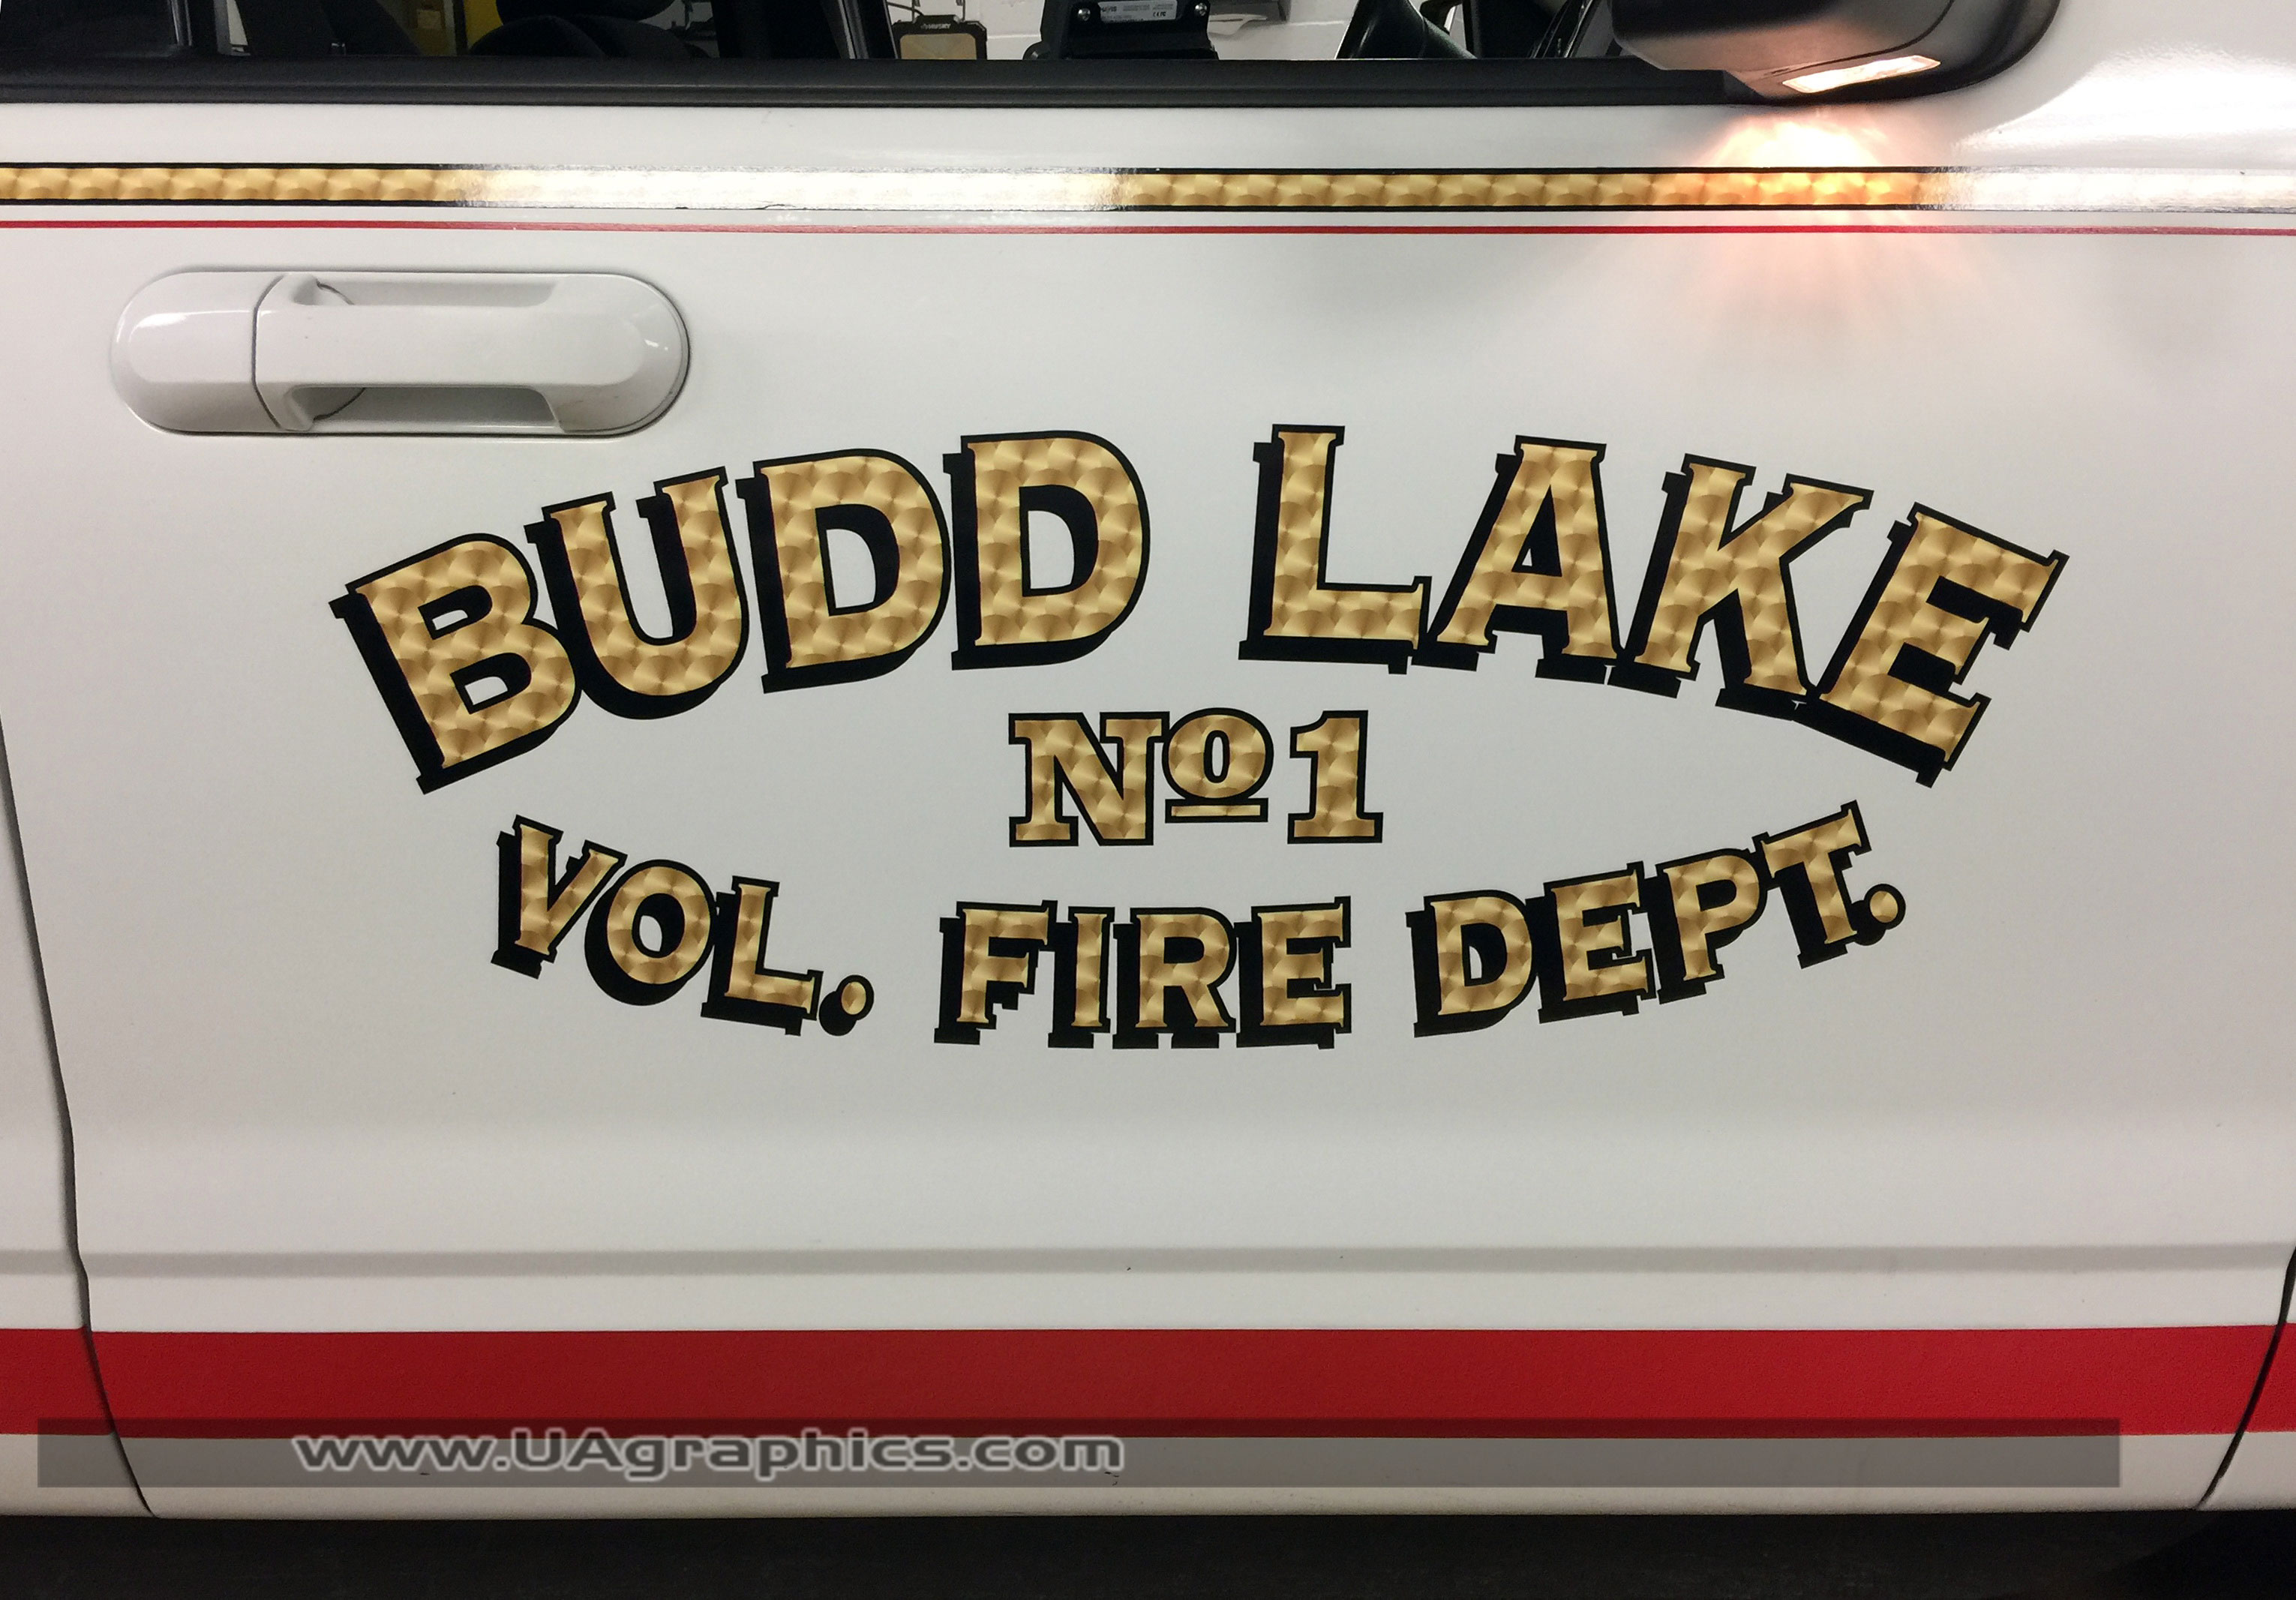 BUDD LAKE
Nº1
VOL. FIRE DEPT.
www.UAgraphics.com